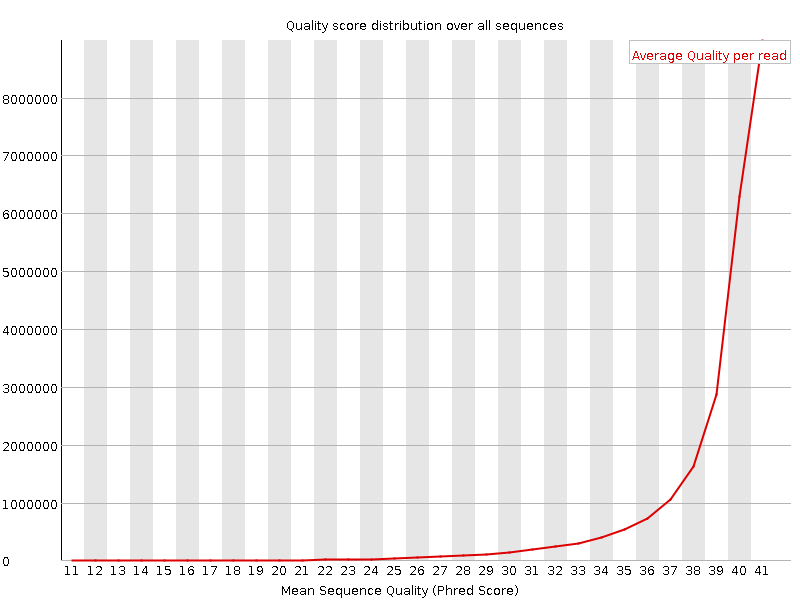 Quality score distribution over all sequences
Average Quality per read
8000000
7000000
6000000
5000000
4000000
3000000
2000000
1000000
0
11 12 13 14 15 16 17 18 19 20 21 22 23 24 25 26 27 28 29 30 31 32 33 34 35 36 37 38 39 40 41
Mean Sequence Quality (Phred Score)